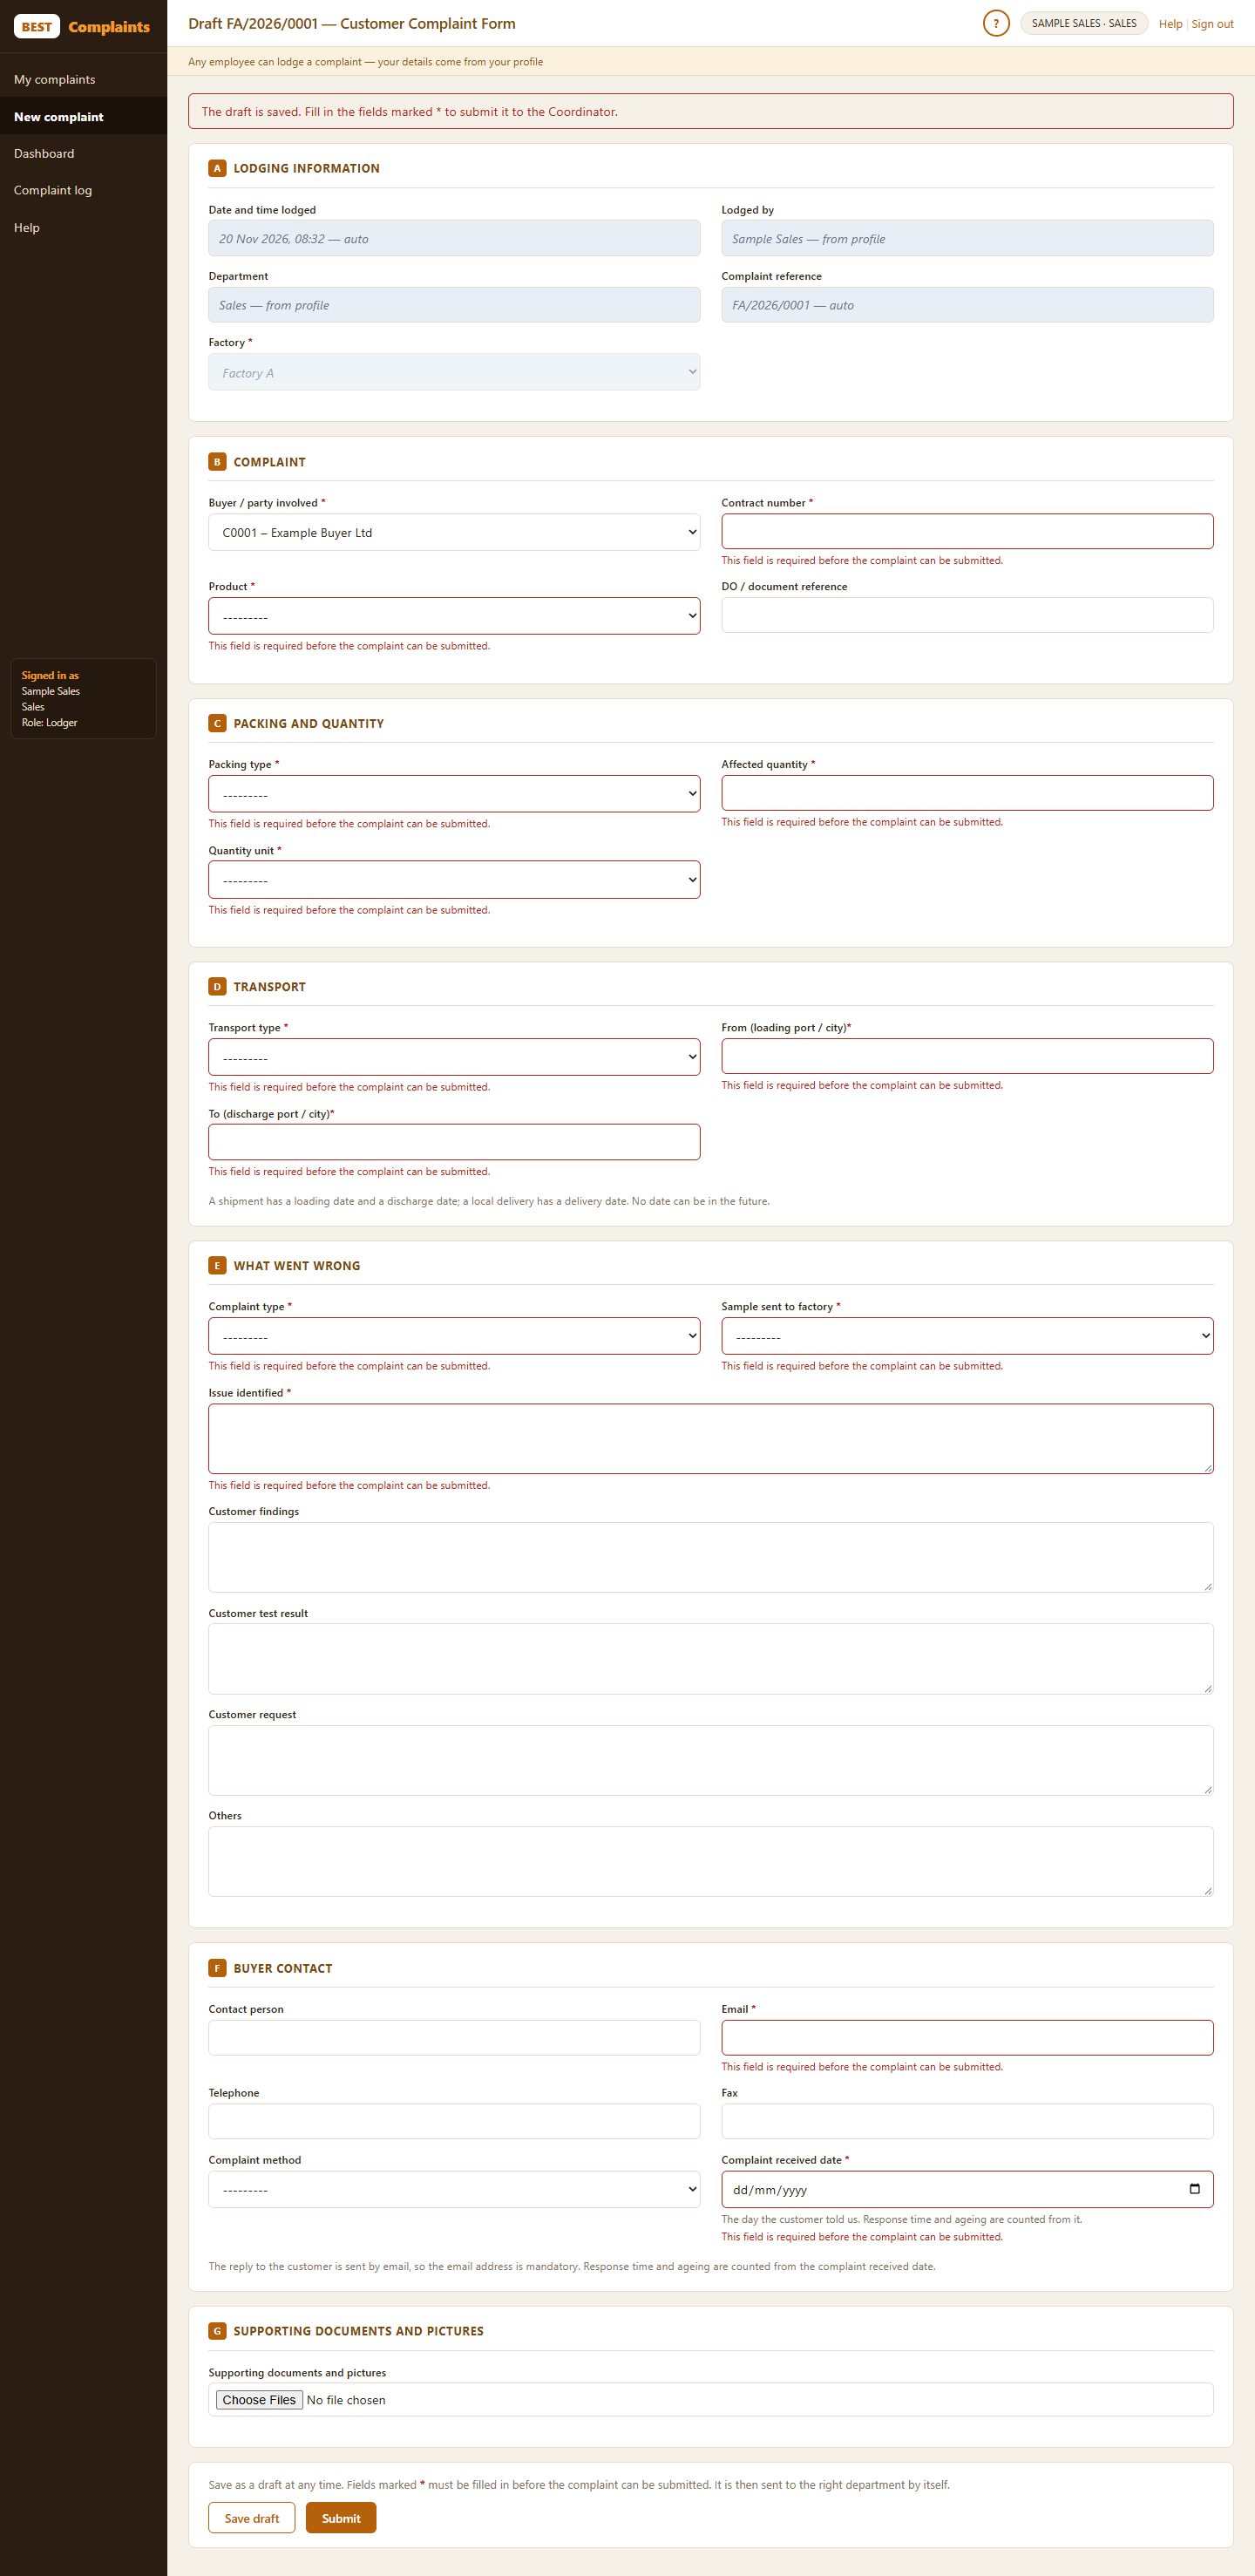 BEST Complaints
My complaints
New complaint
Dashboard
Complaint log
Help
Signed in as
Sample Sales
Sales
Role: Lodger
Draft FA/2026/0001 — Customer Complaint Form
?
SAMPLE SALES · SALES
Help | Sign out
Any employee can lodge a complaint — your details come from your profile
The draft is saved. Fill in the fields marked * to submit it to the Coordinator.
A LODGING INFORMATION
Date and time lodged
20 Nov 2026, 08:32 — auto
Lodged by
Sample Sales — from profile
Department
Sales — from profile
Complaint reference
FA/2026/0001 — auto
Factory *
Factory A
B COMPLAINT
Buyer / party involved *
C0001 – Example Buyer Ltd
Contract number *
This field is required before the complaint can be submitted.
Product *
---------
This field is required before the complaint can be submitted.
DO / document reference
C PACKING AND QUANTITY
Packing type *
---------
This field is required before the complaint can be submitted.
Affected quantity *
This field is required before the complaint can be submitted.
Quantity unit *
---------
This field is required before the complaint can be submitted.
D TRANSPORT
Transport type *
---------
This field is required before the complaint can be submitted.
From (loading port / city)*
This field is required before the complaint can be submitted.
To (discharge port / city)*
This field is required before the complaint can be submitted.
A shipment has a loading date and a discharge date; a local delivery has a delivery date. No date can be in the future.
E WHAT WENT WRONG
Complaint type *
---------
This field is required before the complaint can be submitted.
Sample sent to factory *
---------
This field is required before the complaint can be submitted.
Issue identified *
This field is required before the complaint can be submitted.
Customer findings
Customer test result
Customer request
Others
F BUYER CONTACT
Contact person
Email *
This field is required before the complaint can be submitted.
Telephone
Fax
Complaint method
---------
Complaint received date *
dd/mm/yyyy
The day the customer told us. Response time and ageing are counted from it.
This field is required before the complaint can be submitted.
The reply to the customer is sent by email, so the email address is mandatory. Response time and ageing are counted from the complaint received date.
G SUPPORTING DOCUMENTS AND PICTURES
Supporting documents and pictures
Choose Files No file chosen
Save as a draft at any time. Fields marked * must be filled in before the complaint can be submitted. It is then sent to the right department by itself.
Save draft
Submit